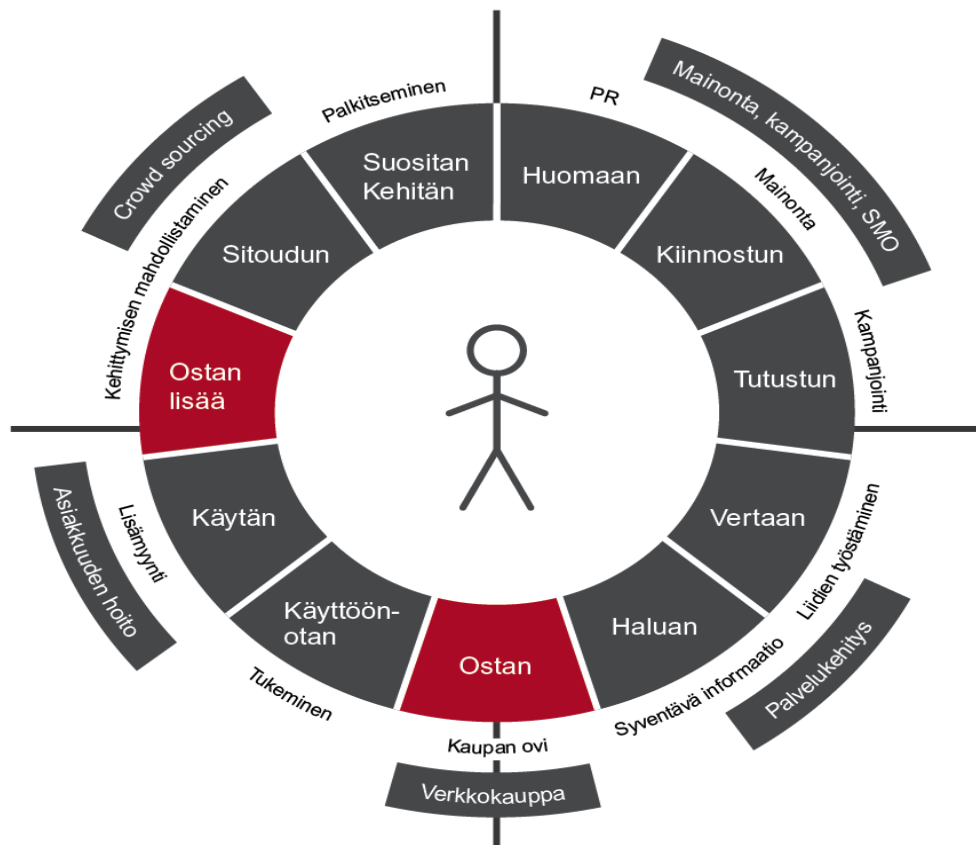 PR
Mainonta, kampanjointi, SMO
Mainonta
Kampanjointi
Huomaan
Kiinnostun
Tutustun
Vertaan
Liidien työstäminen
Palvelukehitys
Haluan
Syventävä informaatio
Ostan
Kaupan ovi
Verkkokauppa
Käyttöön-
otan
Tukeminen
Käytän
Lisämyynti
Asiakkuuden hoito
Ostan
lisää
Kehittymisen mahdollistaminen
Sitoudun
Crowd sourcing
Suositan
Kehitän
Palkitseminen